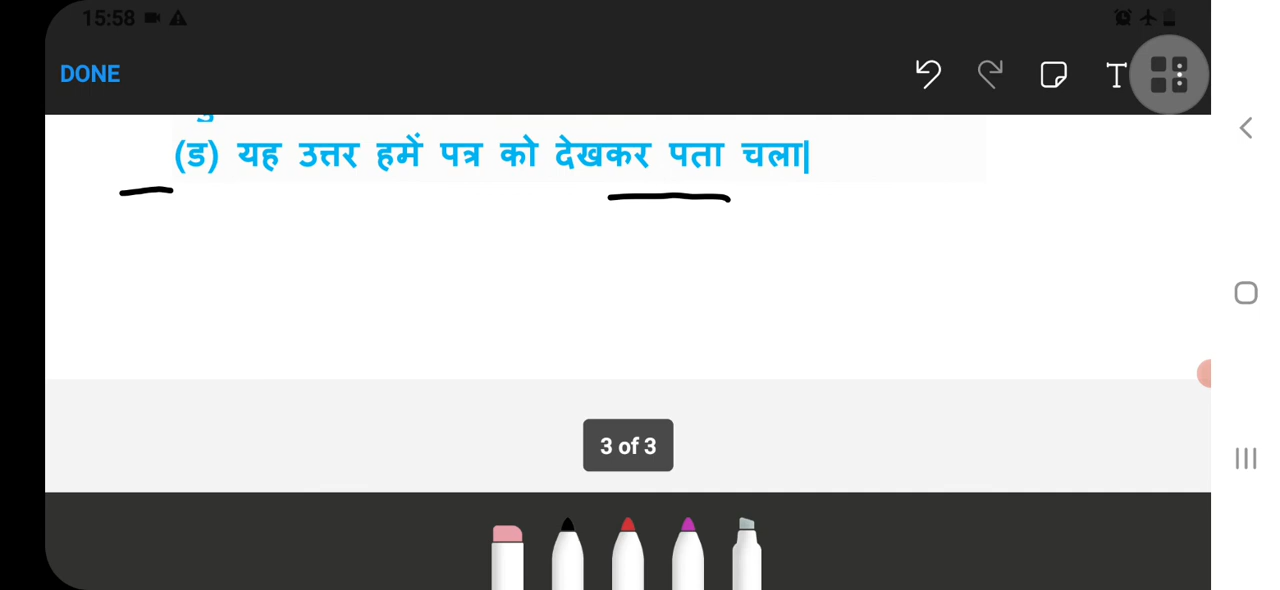 15:58
DONE
T
(ड) यह उत्तर हमें पत्र को देखकर पता चला|
3 of 3